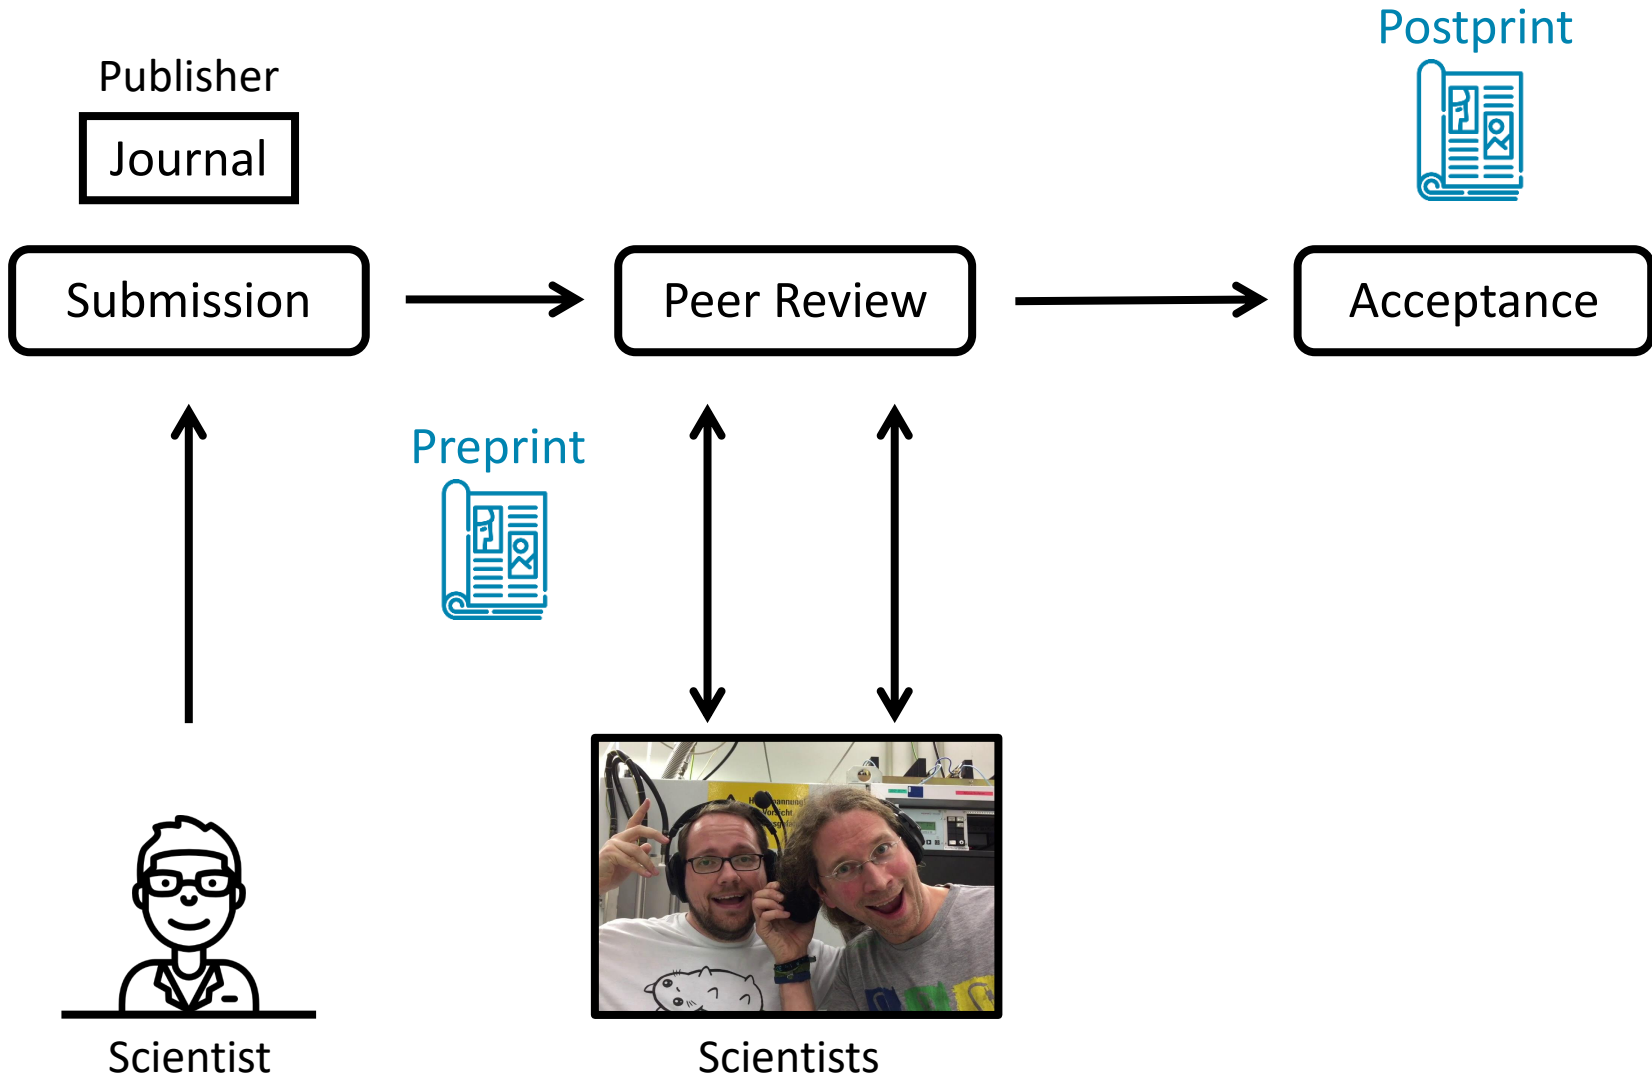 Postprint
Publisher
Journal
Submission
Peer Review
Acceptance
Preprint
Scientist
Scientists